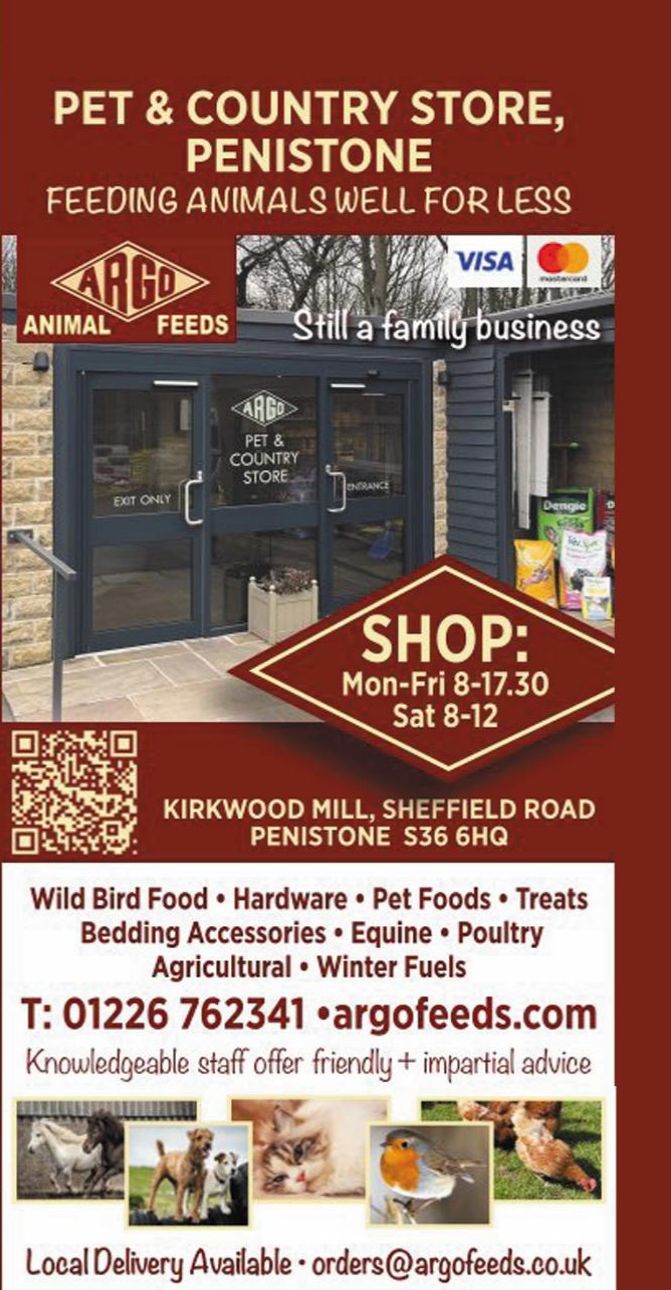 PET & COUNTRY STORE,
PENISTONE
FEEDING ANIMALS WELL FOR LESS
ARGO
ANIMAL FEEDS
VISA
mastercard
Still a family business
ARGO
PET &
COUNTRY
STORE
EXIT ONLY
ENTRANCE
Dengie
SHOP:
Mon-Fri 8-17.30
Sat 8-12
KIRKWOOD MILL, SHEFFIELD ROAD
PENISTONE S36 6HQ
Wild Bird Food • Hardware • Pet Foods • Treats
Bedding Accessories • Equine • Poultry
Agricultural • Winter Fuels
T: 01226 762341 •argofeeds.com
Knowledgeable staff offer friendly + impartial advice
Local Delivery Available • orders@argofeeds.co.uk